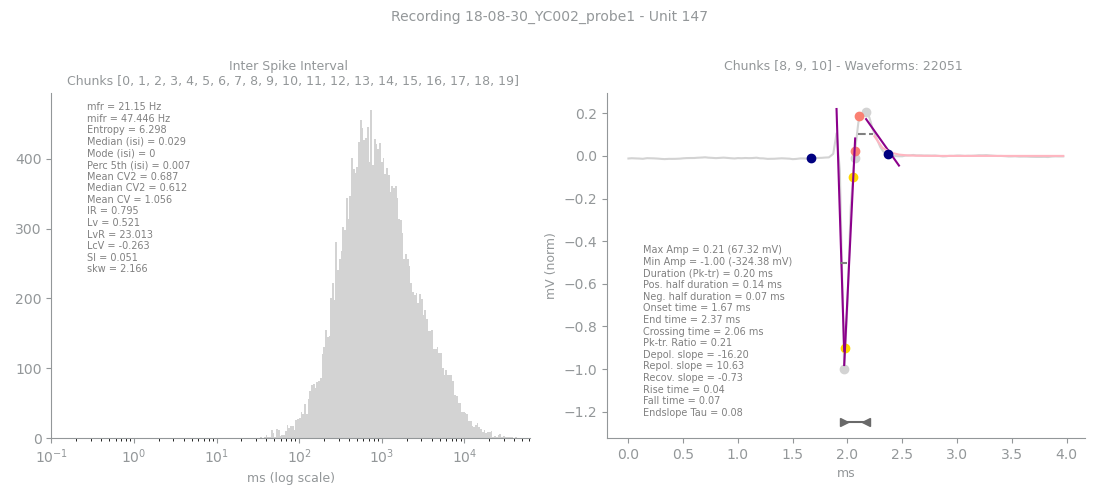 Recording 18-08-30_YC002_probe1 - Unit 147
Inter Spike Interval
Chunks [0, 1, 2, 3, 4, 5, 6, 7, 8, 9, 10, 11, 12, 13, 14, 15, 16, 17, 18, 19]
mfr = 21.15 Hz
mifr = 47.446 Hz
Entropy = 6.298
Median (isi) = 0.029
Mode (isi) = 0
Perc 5th (isi) = 0.007
Mean CV2 = 0.687
Median CV2 = 0.612
Mean CV = 1.056
IR = 0.795
Lv = 0.521
LvR = 23.013
LcV = -0.263
SI = 0.051
skw = 2.166
400
300
200
100
0
10⁻¹ 10⁰ 10¹ 10² 10³ 10⁴
ms (log scale)
Chunks [8, 9, 10] - Waveforms: 22051
mV (norm)
0.2
0.0
−0.2
−0.4
−0.6
−0.8
−1.0
−1.2
Max Amp = 0.21 (67.32 mV)
Min Amp = -1.00 (-324.38 mV)
Duration (Pk-tr) = 0.20 ms
Pos. half duration = 0.14 ms
Neg. half duration = 0.07 ms
Onset time = 1.67 ms
End time = 2.37 ms
Crossing time = 2.06 ms
Pk-tr. Ratio = 0.21
Depol. slope = -16.20
Repol. slope = 10.63
Recov. slope = -0.73
Rise time = 0.04
Fall time = 0.07
Endslope Tau = 0.08
0.0 0.5 1.0 1.5 2.0 2.5 3.0 3.5 4.0
ms